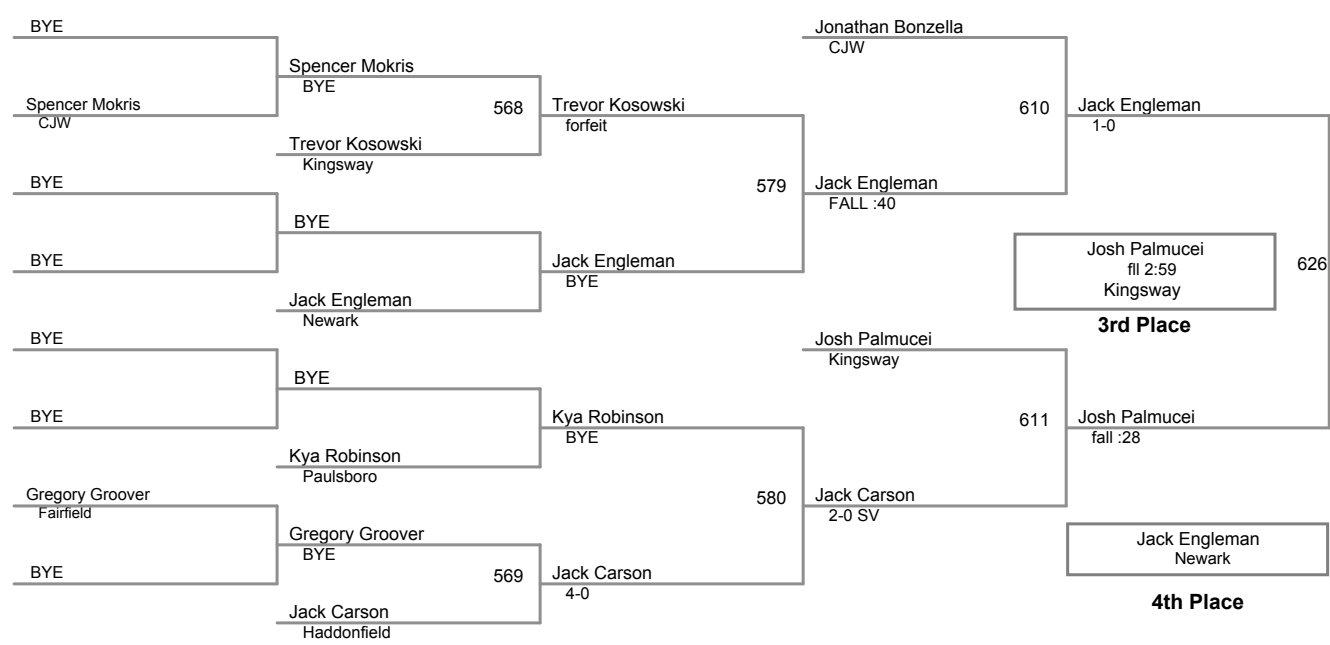 BYE
Spencer Mokris
CJW
BYE
BYE
BYE
BYE
Gregory Groover
Fairfield
BYE
Spencer Mokris
BYE
568
Trevor Kosowski
Kingsway
BYE
Jack Engleman
Newark
BYE
Kya Robinson
Paulsboro
Gregory Groover
BYE
569
Jack Carson
Haddonfield
Trevor Kosowski
forfeit
579
Jack Engleman
BYE
Kya Robinson
BYE
580
Jack Carson
4-0
Jonathan Bonzella
CJW
610
Jack Engleman
FALL :40
Josh Palmucei
Kingsway
611
Jack Carson
2-0 SV
Jack Engleman
1-0
626
Josh Palmucei
fall :28
Josh Palmucei
fll 2:59
Kingsway
3rd Place
Jack Engleman
Newark
4th Place